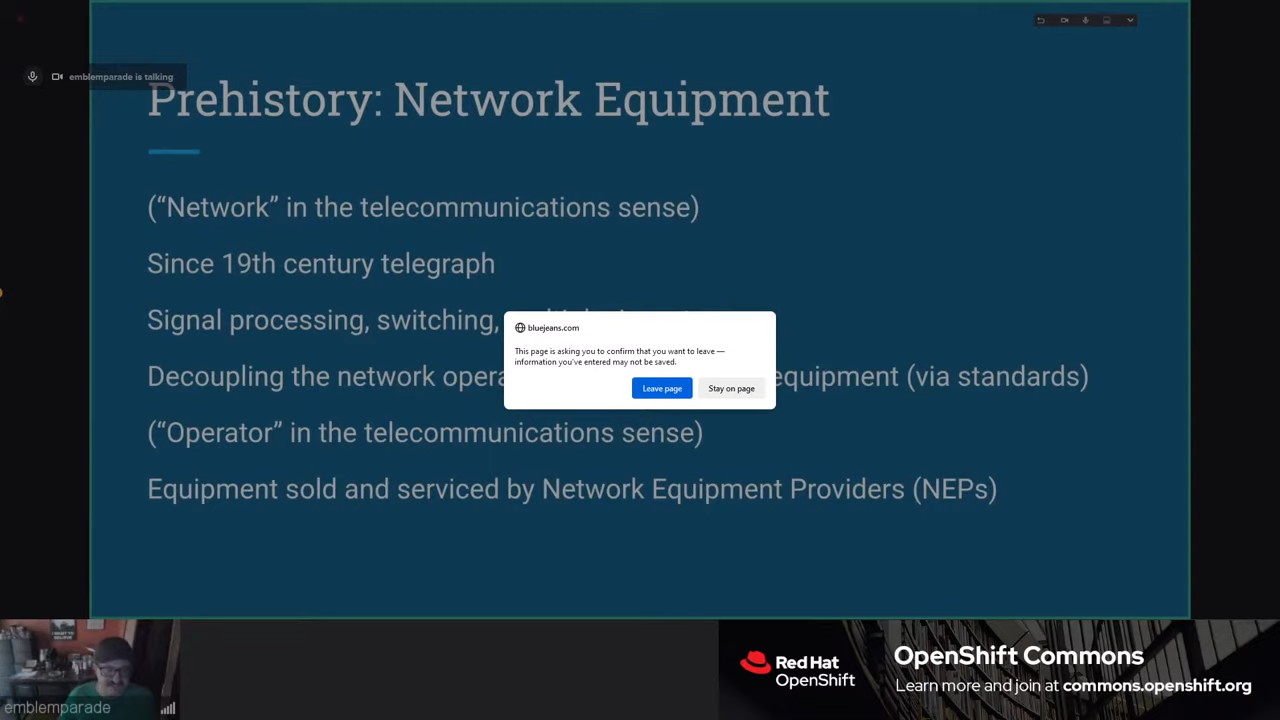 emblemparade is talking
Prehistory: Network Equipment
(“Network” in the telecommunications sense)
Since 19th century telegraph
Signal processing, switching,
bluejeans.com
This page is asking you to confirm that you want to leave —
information you've entered may not be saved.
Leave page
Stay on page
Decoupling the network opera equipment (via standards)
(“Operator” in the telecommunications sense)
Equipment sold and serviced by Network Equipment Providers (NEPs)
emblemparade
Red Hat
OpenShift
OpenShift Commons
Learn more and join at commons.openshift.org